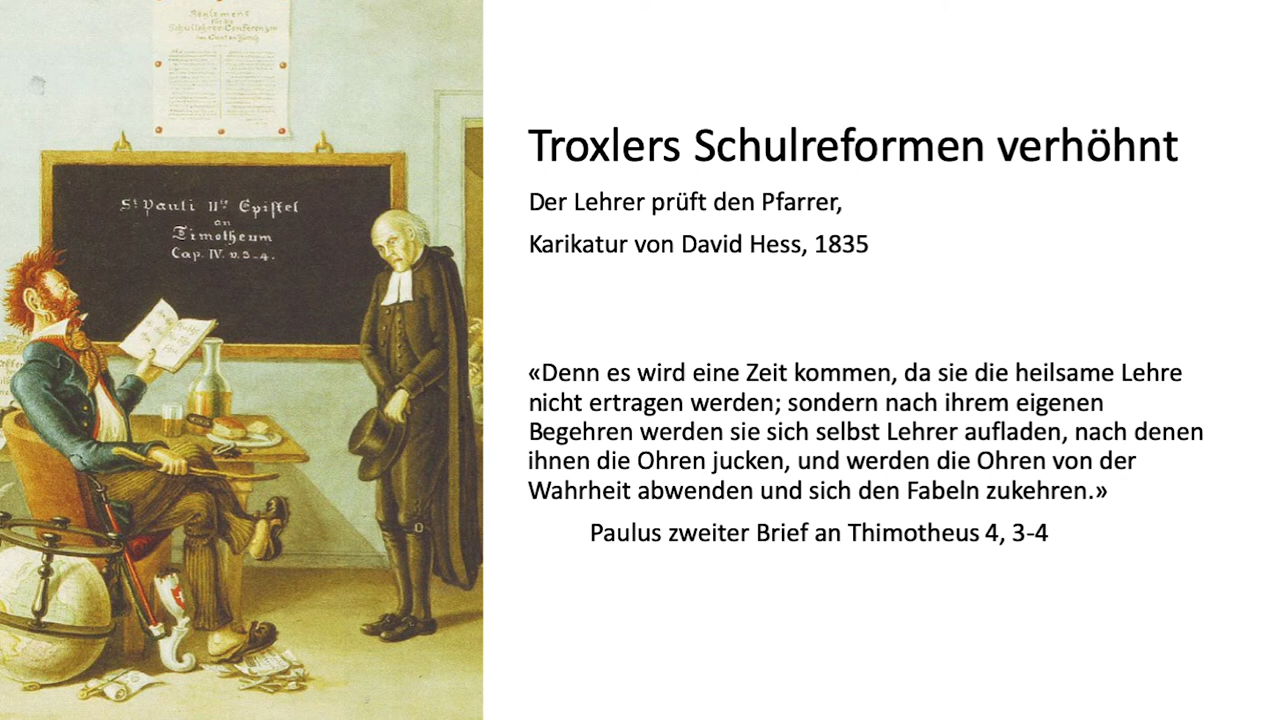 Reglement
für die
Schullehrer-Conferenzen
im Canton Zürich
St Pauli IIte Epistel
an
Timotheum
Cap. IV. v. 3-4.
Troxlers Schulreformen verhöhnt
Der Lehrer prüft den Pfarrer,
Karikatur von David Hess, 1835
«Denn es wird eine Zeit kommen, da sie die heilsame Lehre
nicht ertragen werden; sondern nach ihrem eigenen
Begehren werden sie sich selbst Lehrer aufladen, nach denen
ihnen die Ohren jucken, und werden die Ohren von der
Wahrheit abwenden und sich den Fabeln zukehren.»
Paulus zweiter Brief an Thimotheus 4, 3-4